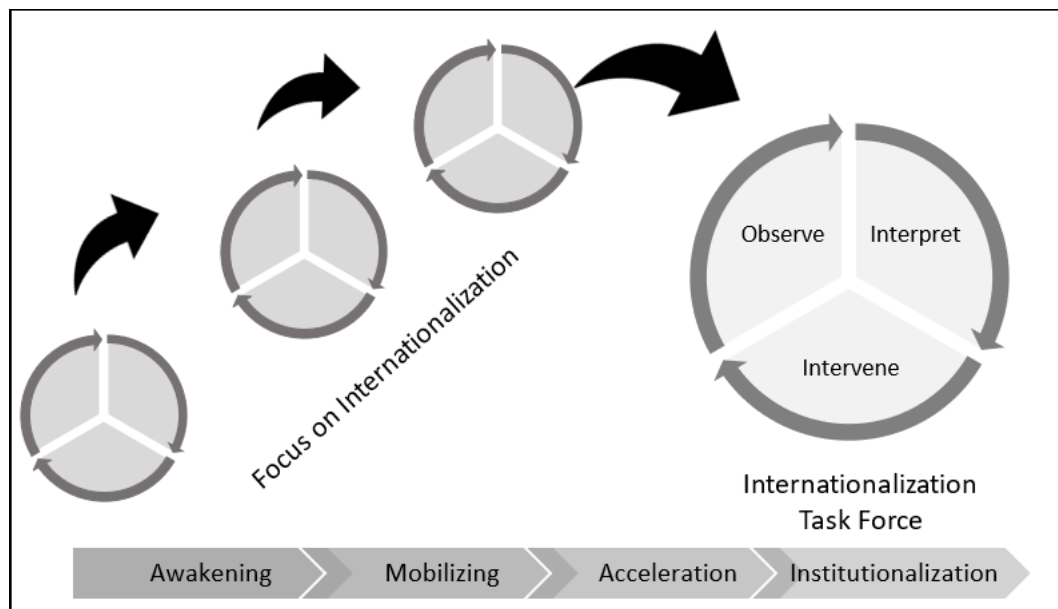 Observe
Interpret
Intervene
Focus on Internationalization
Internationalization
Task Force
Awakening
Mobilizing
Acceleration
Institutionalization